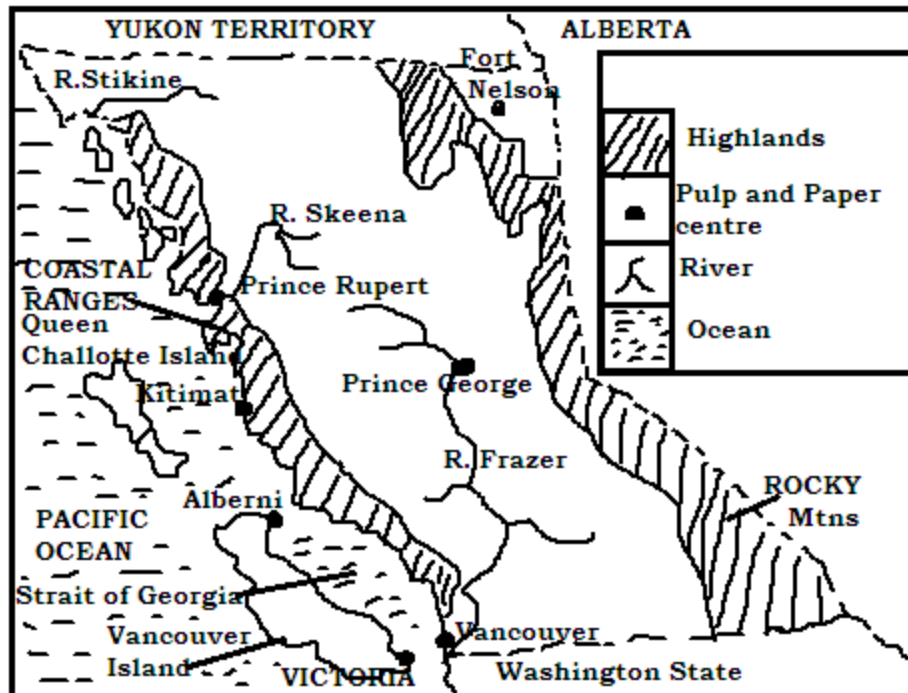 YUKON TERRITORY
ALBERTA
R.Stikine
Fort
Nelson
Highlands
Pulp and Paper
centre
River
Ocean
R. Skeena
COASTAL
RANGES
Prince Rupert
Queen
Challotte Island
Kitimat
Prince George
R. Frazer
ROCKY
Mtns
Alberni
PACIFIC
OCEAN
Strait of Georgia
Vancouver
Island
VICTORIA
Vancouver
Washington State